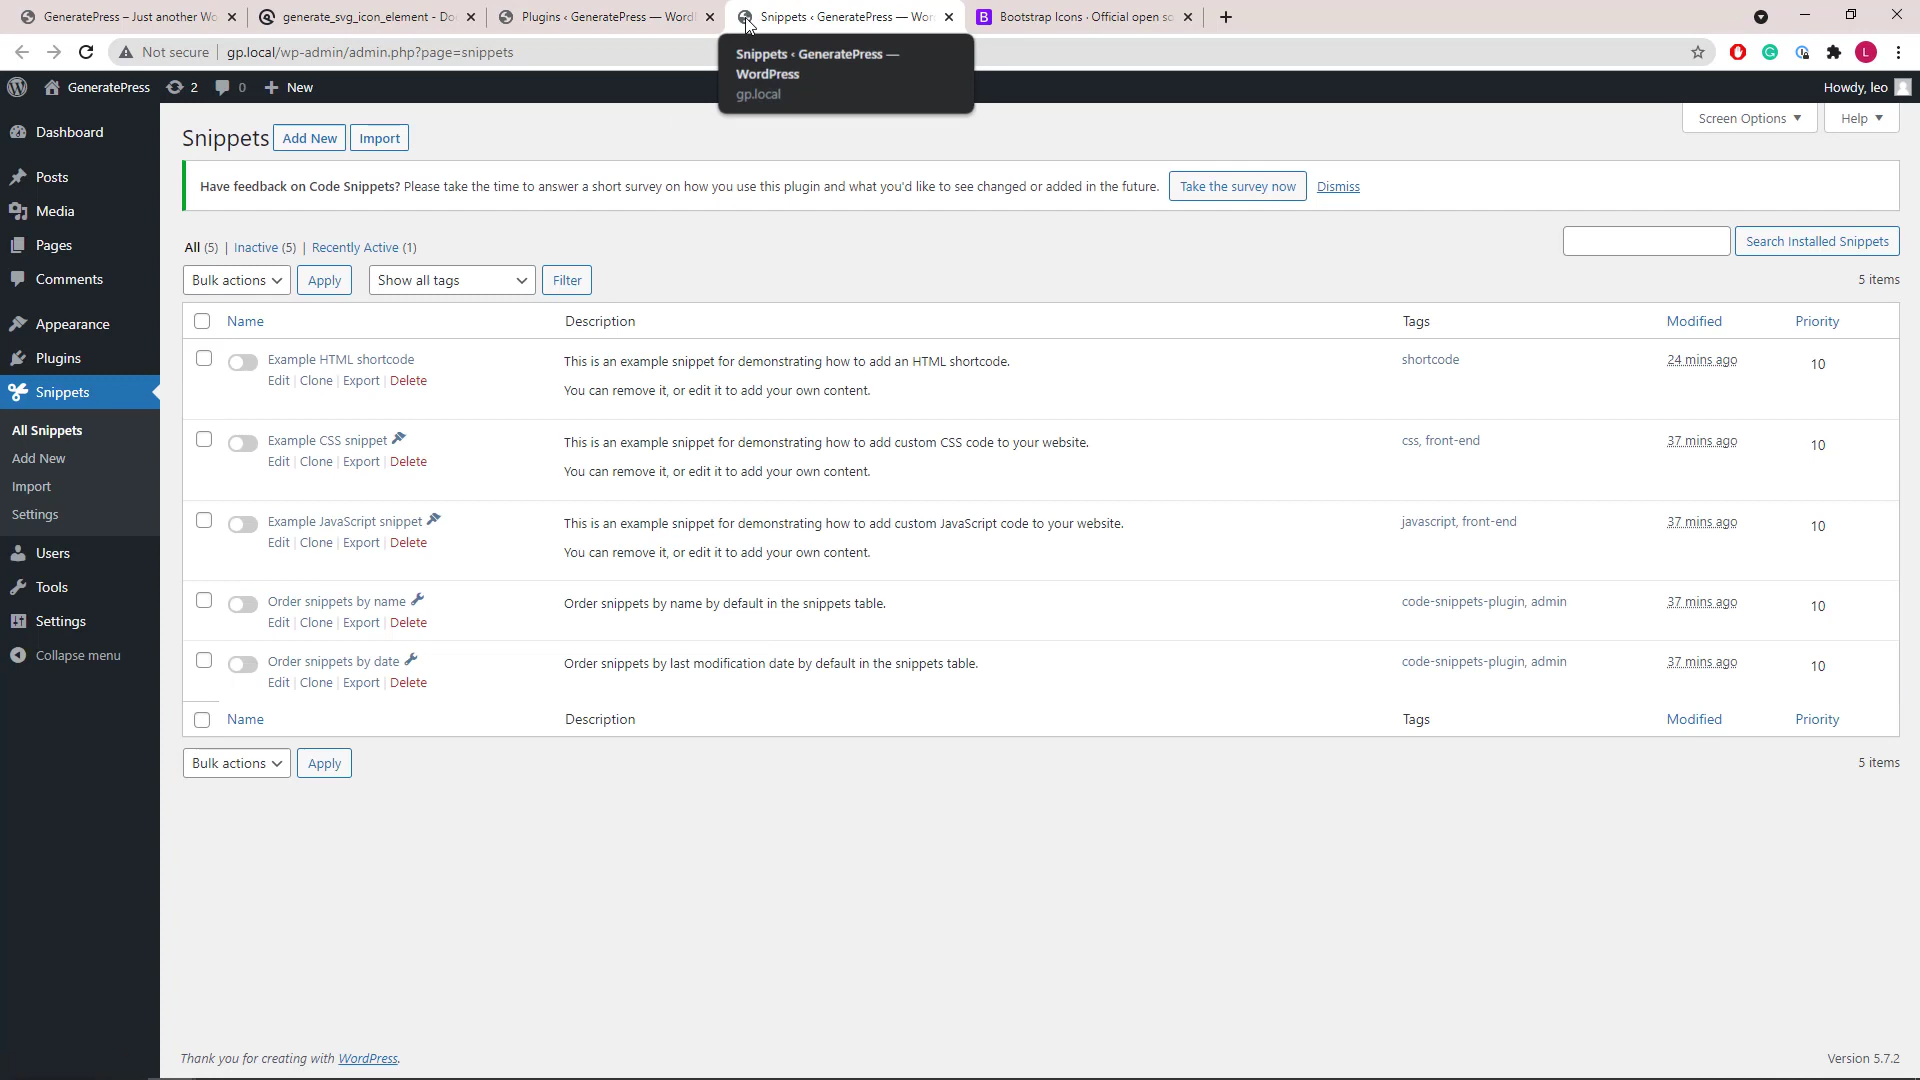 GeneratePress – Just another Wo
generate_svg_icon_element - Do
Plugins ‹ GeneratePress — Word
Snippets ‹ GeneratePress — Wor
Bootstrap Icons · Official open so
Not secure gp.local/wp-admin/admin.php?page=snippets
L
Snippets ‹ GeneratePress —
WordPress
gp.local
GeneratePress 2 0 New
Howdy, leo
Dashboard
Posts
Media
Pages
Comments
Appearance
Plugins
Snippets
All Snippets
Add New
Import
Settings
Users
Tools
Settings
Collapse menu
Screen Options
Help
Snippets Add New Import
Have feedback on Code Snippets? Please take the time to answer a short survey on how you use this plugin and what you'd like to see changed or added in the future. Take the survey now Dismiss
All (5) | Inactive (5) | Recently Active (1)
Search Installed Snippets
Bulk actions Apply Show all tags Filter
5 items
Name Description Tags Modified Priority
Example HTML shortcode
Edit | Clone | Export | Delete
This is an example snippet for demonstrating how to add an HTML shortcode.
You can remove it, or edit it to add your own content.
shortcode 24 mins ago 10
Example CSS snippet
Edit | Clone | Export | Delete
This is an example snippet for demonstrating how to add custom CSS code to your website.
You can remove it, or edit it to add your own content.
css, front-end 37 mins ago 10
Example JavaScript snippet
Edit | Clone | Export | Delete
This is an example snippet for demonstrating how to add custom JavaScript code to your website.
You can remove it, or edit it to add your own content.
javascript, front-end 37 mins ago 10
Order snippets by name
Edit | Clone | Export | Delete
Order snippets by name by default in the snippets table.
code-snippets-plugin, admin 37 mins ago 10
Order snippets by date
Edit | Clone | Export | Delete
Order snippets by last modification date by default in the snippets table.
code-snippets-plugin, admin 37 mins ago 10
Name Description Tags Modified Priority
Bulk actions Apply
5 items
Thank you for creating with WordPress.
Version 5.7.2